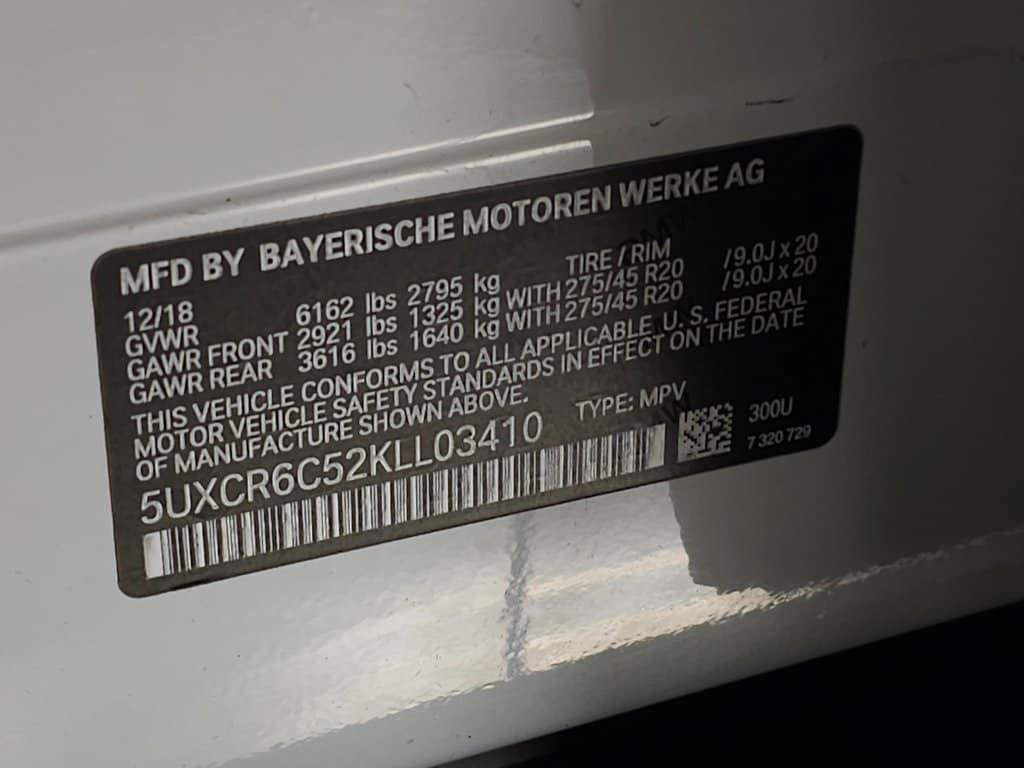 MFD BY BAYERISCHE MOTOREN WERKE AG
12/18
TIRE / RIM
GVWR 6162 lbs 2795 kg
GAWR FRONT 2921 lbs 1325 kg WITH 275/45 R20 /9.0J x 20
GAWR REAR 3616 lbs 1640 kg WITH 275/45 R20 /9.0J x 20
THIS VEHICLE CONFORMS TO ALL APPLICABLE U. S. FEDERAL
MOTOR VEHICLE SAFETY STANDARDS IN EFFECT ON THE DATE
OF MANUFACTURE SHOWN ABOVE.
5UXCR6C52KLL03410 TYPE: MPV
300U
7 320 729